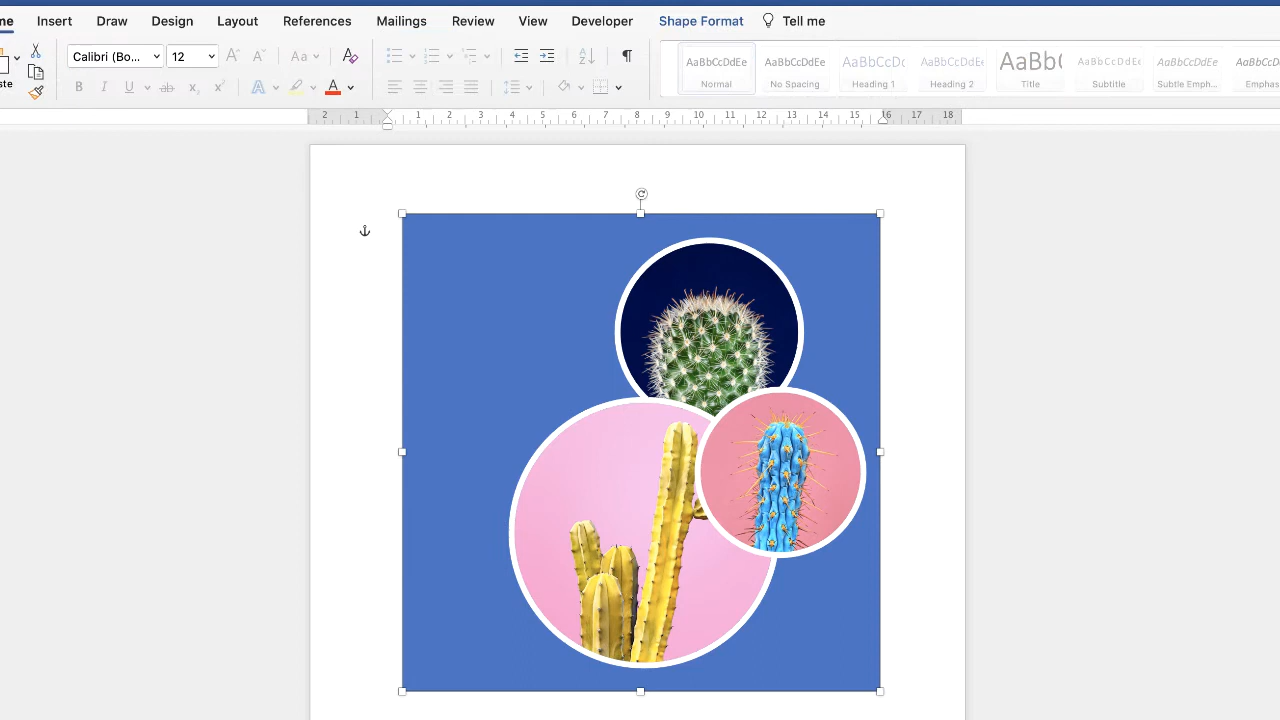 me Insert Draw Design Layout References Mailings Review View Developer Shape Format Tell me
Calibri (Bo... 12 A A Aa A
AaBbCcDdEe AaBbCcDdEe AaBbCcDc AaBbCcDdEe AaBb( AaBbCcDdE AaBbCcDdEe AaBbCcDdEe
ste B I U ab x x A A
Normal No Spacing Heading 1 Heading 2 Title Subtitle Subtle Emph... Emphas
2 1 1 2 3 4 5 6 7 8 9 10 11 12 13 14 15 16 17 18